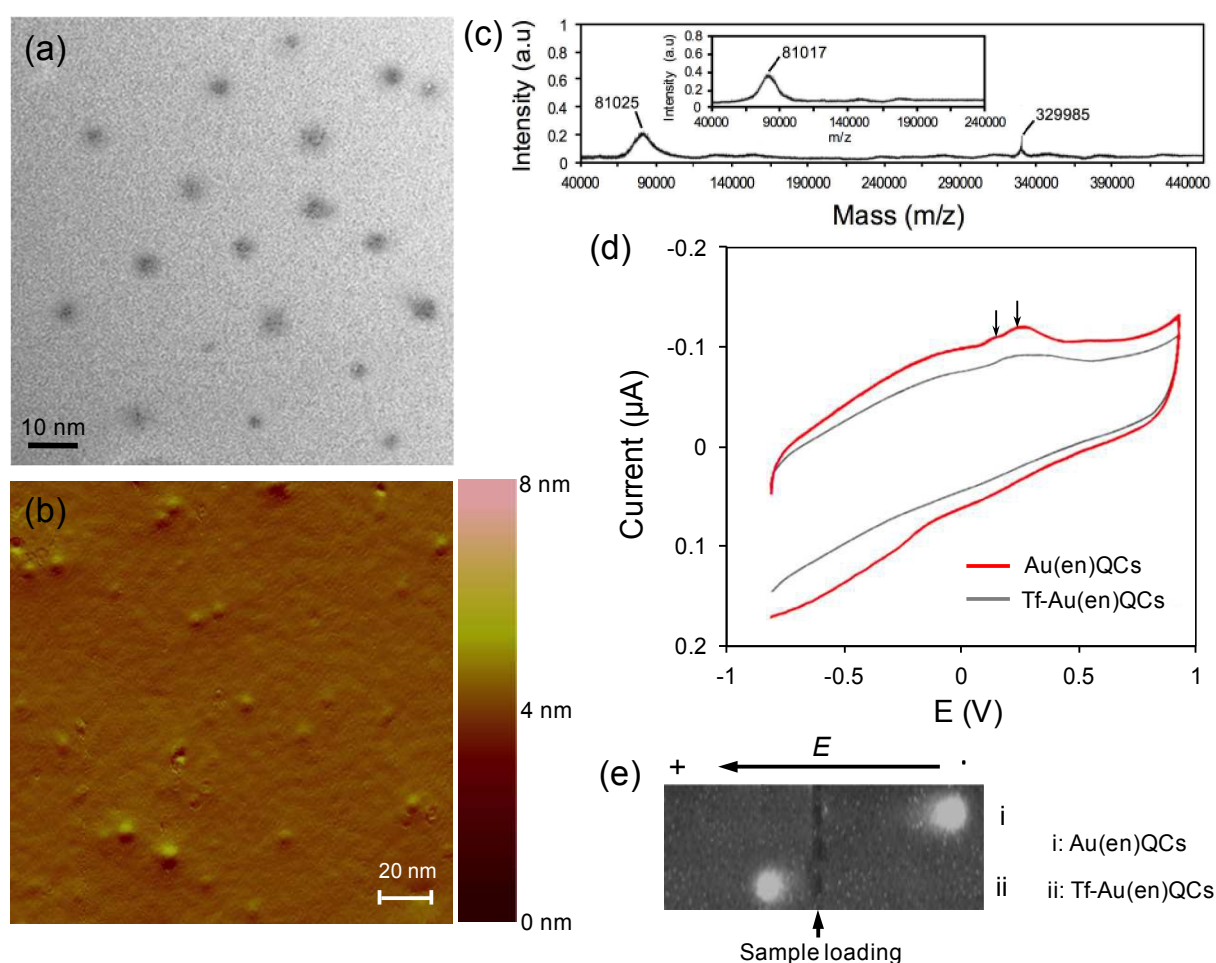 (a)
10 nm
(b)
8 nm
4 nm
0 nm
20 nm
(c)
Intensity (a.u)
1
0.8
0.6
0.4
0.2
0
81025
329985
40000 90000 140000 190000 240000 290000 340000 390000 440000
Mass (m/z)
Intensity (a.u)
0.8
0.6
0.4
0.2
0
81017
40000 90000 140000 190000 240000
m/z
(d)
Current (µA)
-0.2
-0.1
0
0.1
0.2
Au(en)QCs
Tf-Au(en)QCs
-1 -0.5 0 0.5 1
E (V)
(e)
E
+
i
ii
i: Au(en)QCs
ii: Tf-Au(en)QCs
Sample loading